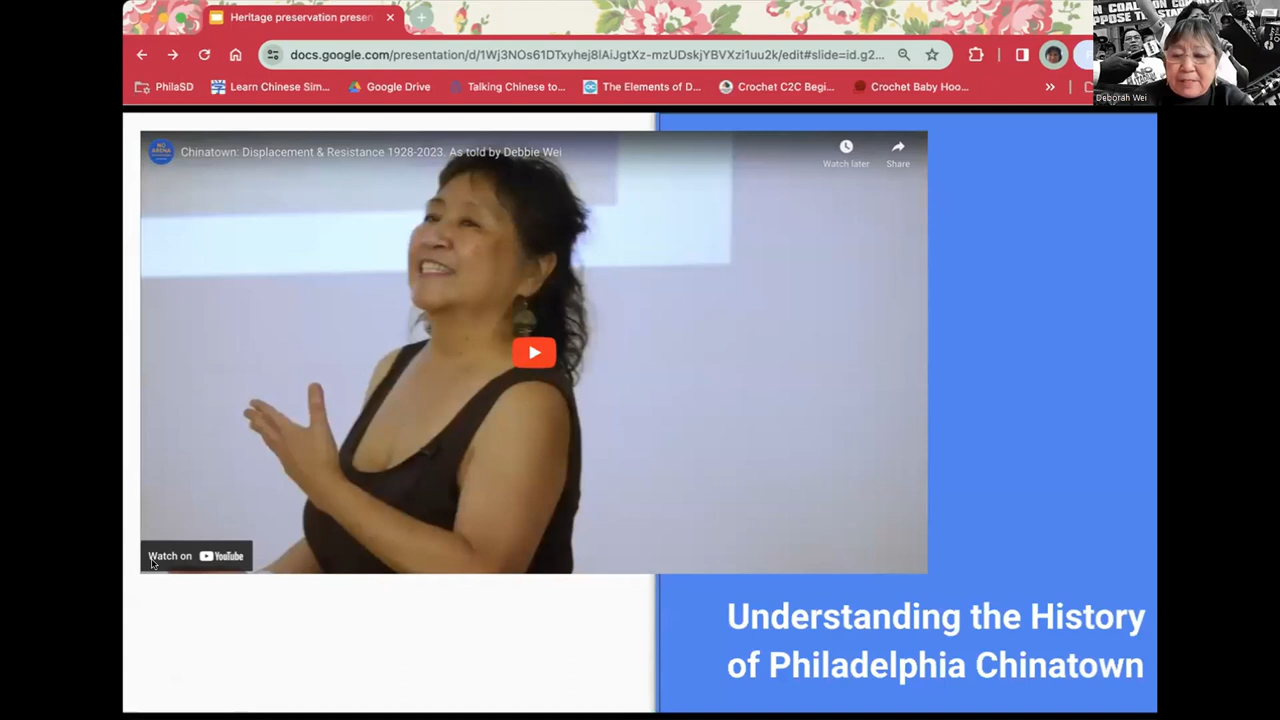 Heritage preservation presen
docs.google.com/presentation/d/1Wj3NOs61DTxyhej8lAiJgtXz-mzUDskjYBVXzi1uu2k/edit#slide=id.g2...
PhilaSD
Learn Chinese Sim...
Google Drive
Talking Chinese to...
The Elements of D...
Crochet C2C Begi...
Crochet Baby Hoo...
Deborah Wei
NO
ARENA
Chinatown: Displacement & Resistance 1928-2023. As told by Debbie Wei
Watch later
Share
Watch on YouTube
Understanding the History
of Philadelphia Chinatown